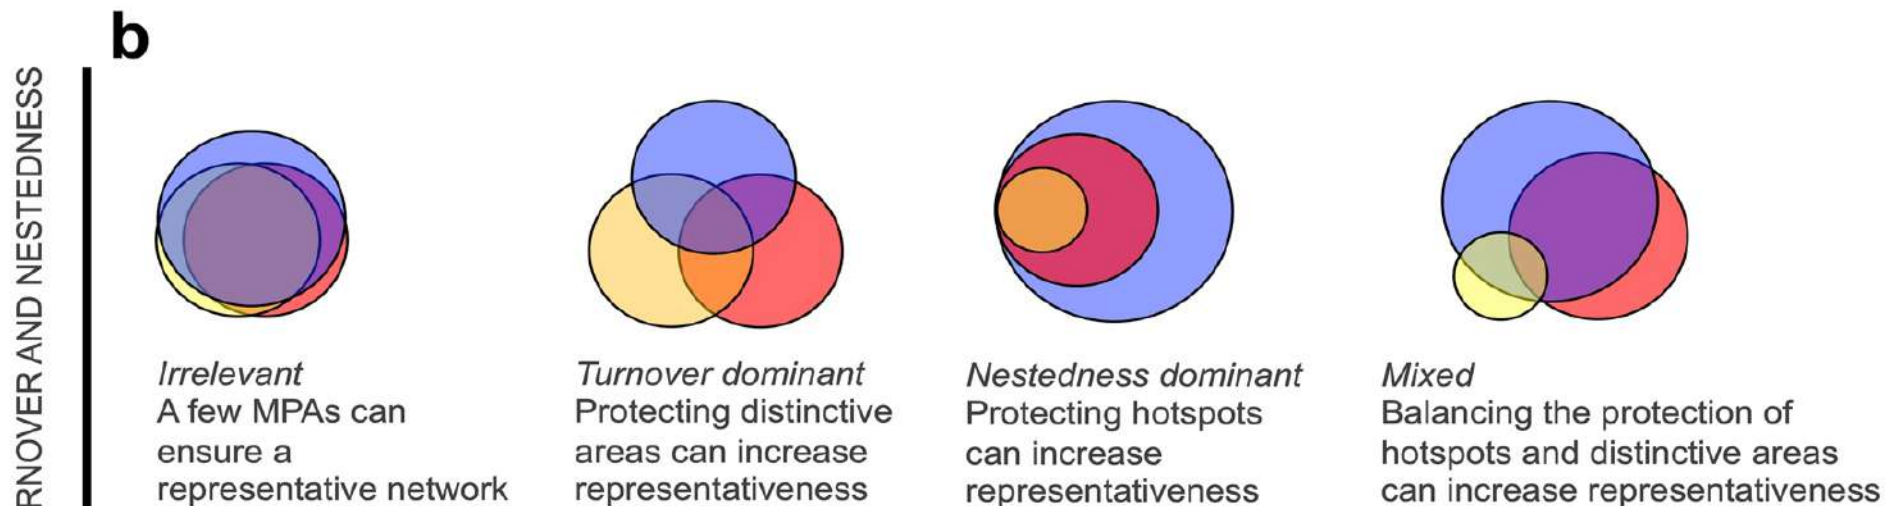 b
RNOVER AND NESTEDNESS
Irrelevant
A few MPAs can
ensure a
representative network
Turnover dominant
Protecting distinctive
areas can increase
representativeness
Nestedness dominant
Protecting hotspots
can increase
representativeness
Mixed
Balancing the protection of
hotspots and distinctive areas
can increase representativeness